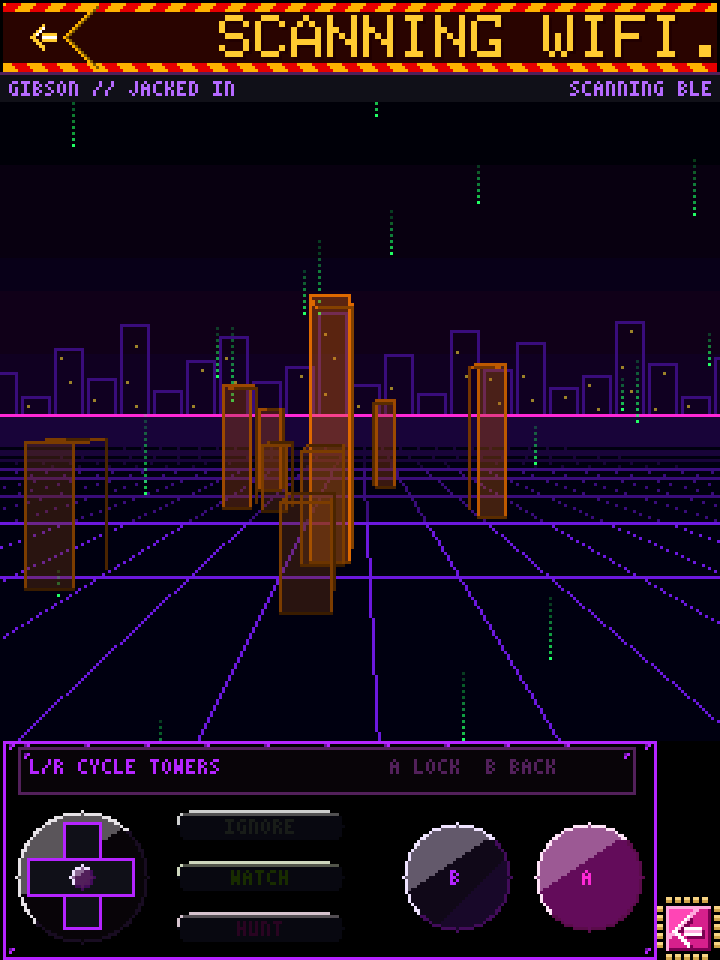 SCANNING WIFI.
GIBSON // JACKED IN
SCANNING BLE
L/R CYCLE TOWERS
A LOCK B BACK
IGNORE
WATCH
HUNT
B
A